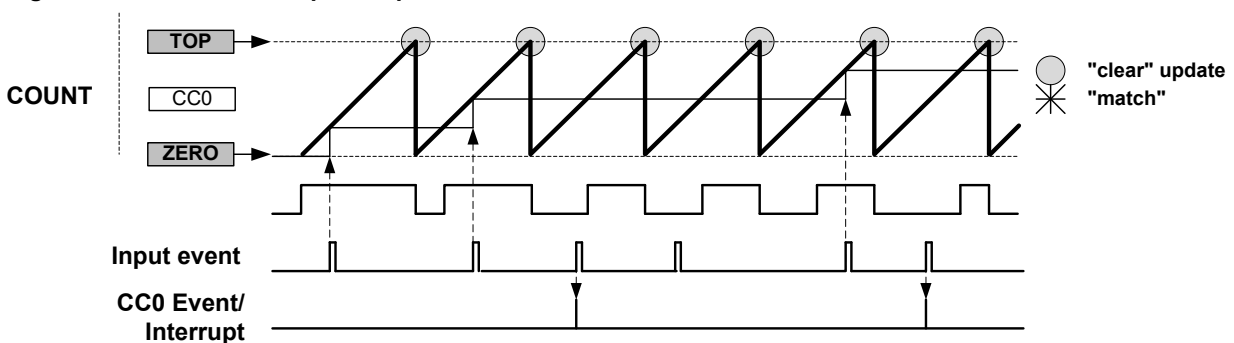 TOP
COUNT
CC0
ZERO
"clear" update
"match"
Input event
CC0 Event/
Interrupt